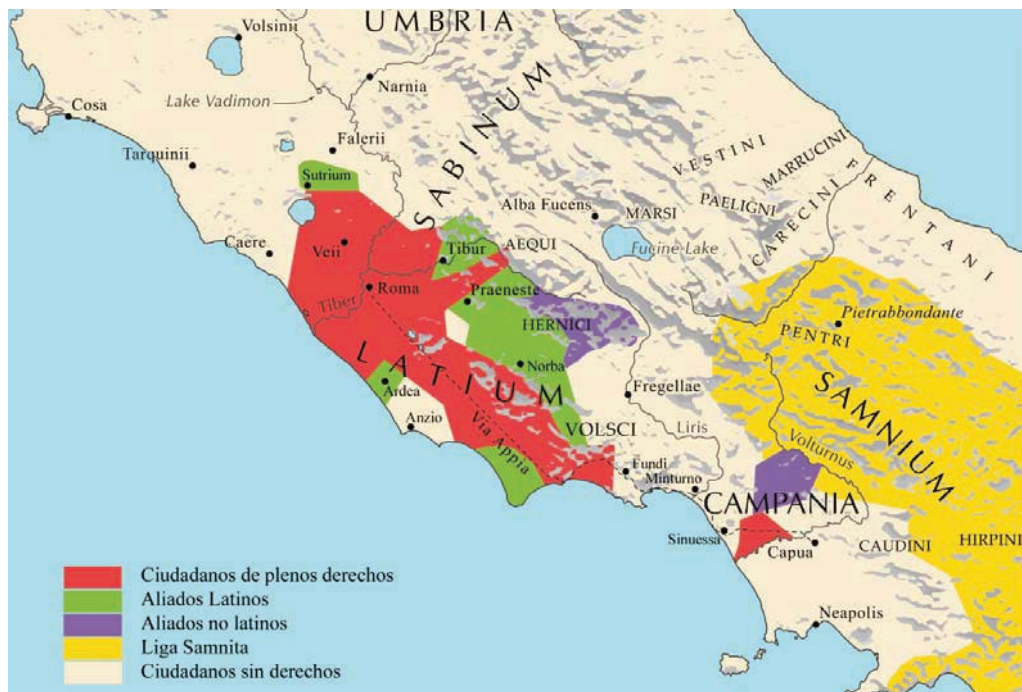 UMBRIA
Volsinii
Narnia
Lake Vadimon
Cosa
Falerii
Tarquinii
Sutrium
SABINUM
VESTINI
MARRUCINI
FRENTANI
PAELIGNI
CARECINI
Alba Fucens
MARSI
Fucine Lake
Caere
Veii
Tibur
AEQUI
Roma
Tiber
Praeneste
HERNICI
Pietrabbondante
PENTRI
LATIUM
Norba
Ardea
Anzio
Fregellae
SAMNIUM
VOLSCI
Liris
Via Appia
Volturnus
Fundi
Minturno
CAMPANIA
Sinuessa
Capua
CAUDINI
HIRPINI
Neapolis
Ciudadanos de plenos derechos
Aliados Latinos
Aliados no latinos
Liga Samnita
Ciudadanos sin derechos